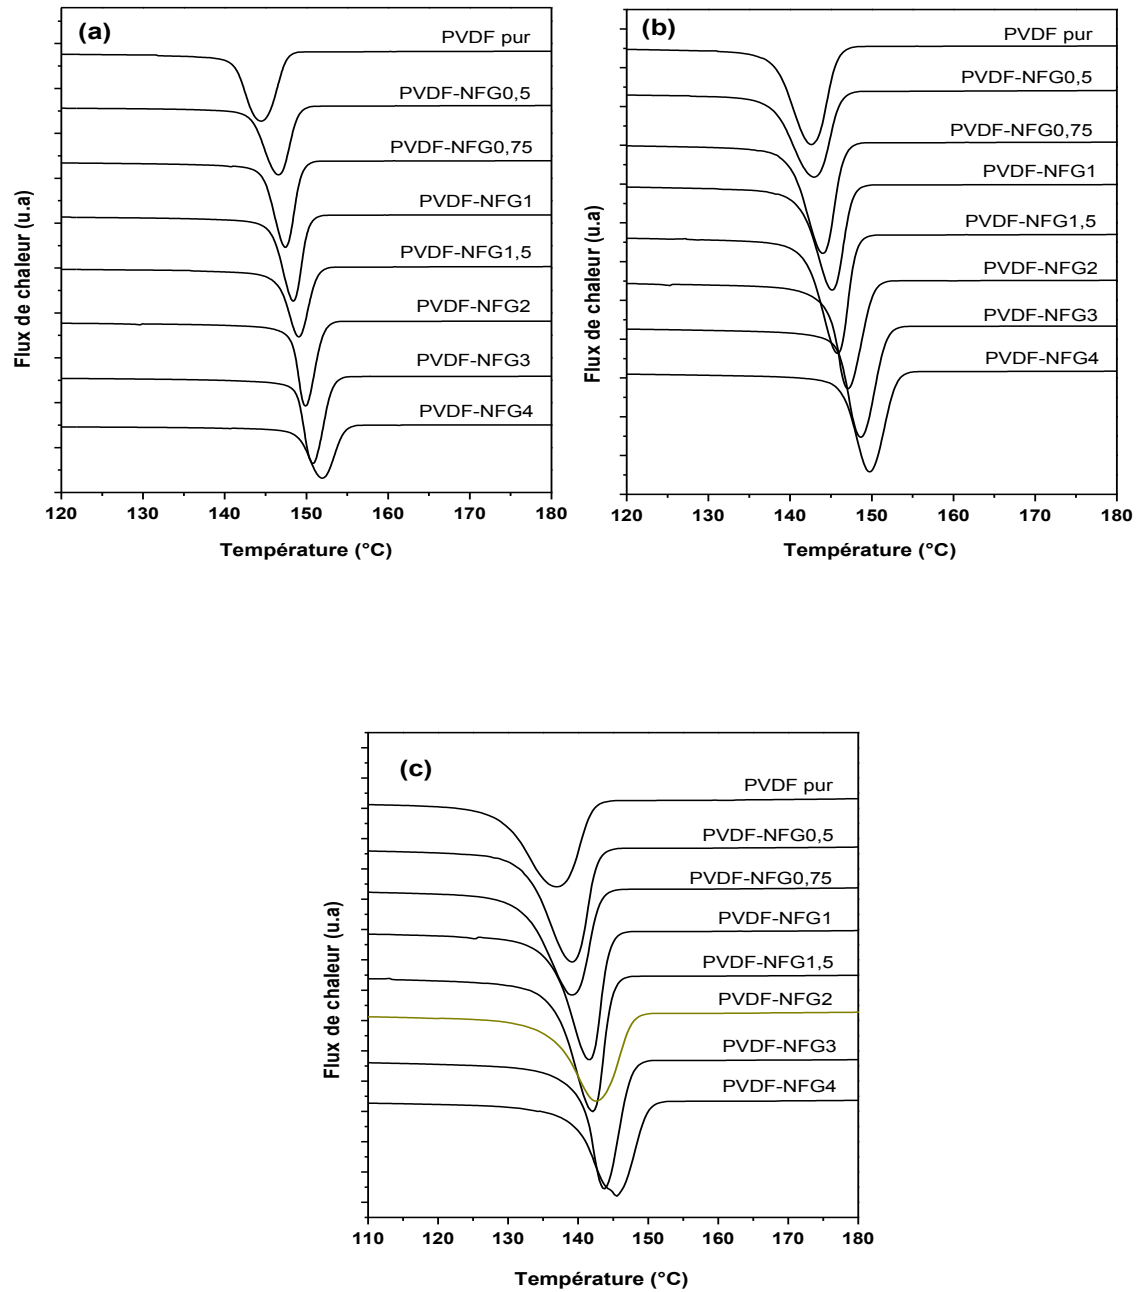 (a)
PVDF pur
PVDF-NFG0,5
PVDF-NFG0,75
PVDF-NFG1
PVDF-NFG1,5
PVDF-NFG2
PVDF-NFG3
PVDF-NFG4
Flux de chaleur (u.a)
120 130 140 150 160 170 180
Température (°C)
(b)
PVDF pur
PVDF-NFG0,5
PVDF-NFG0,75
PVDF-NFG1
PVDF-NFG1,5
PVDF-NFG2
PVDF-NFG3
PVDF-NFG4
Flux de chaleur (u.a)
120 130 140 150 160 170 180
Température (°C)
(c)
PVDF pur
PVDF-NFG0,5
PVDF-NFG0,75
PVDF-NFG1
PVDF-NFG1,5
PVDF-NFG2
PVDF-NFG3
PVDF-NFG4
Flux de chaleur (u.a)
110 120 130 140 150 160 170 180
Température (°C)